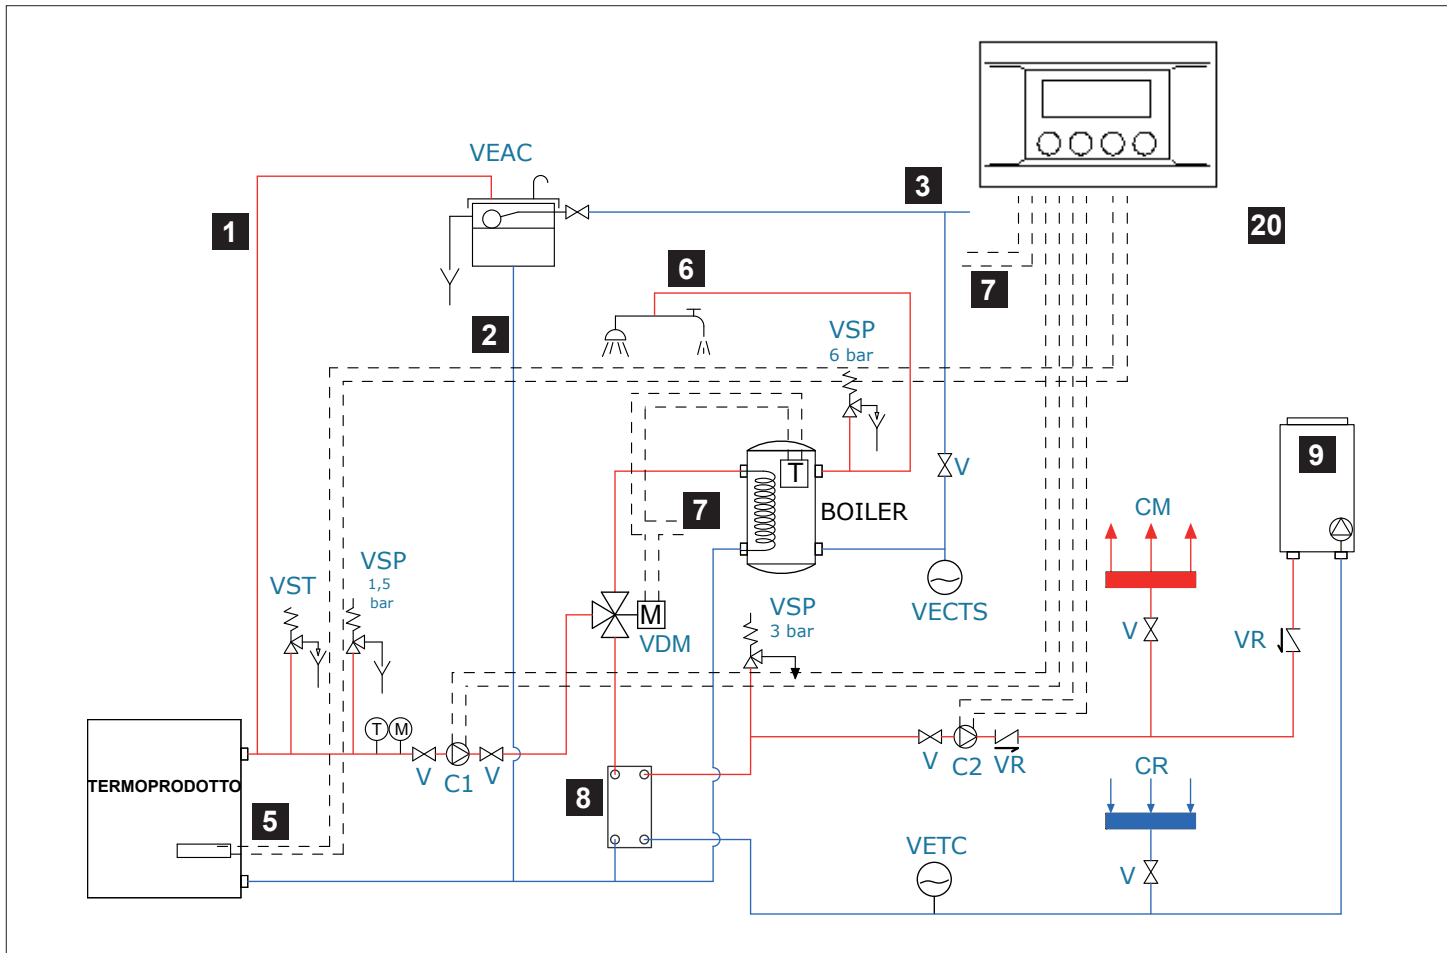 VEAC
3
1
20
6
7
2
VSP
6 bar
9
T
V
BOILER
CM
7
VSP
1,5
bar
VST
VSP
3 bar
VECTS
M
VDM
V
VR
T
M
V
C1
V
V
C2
VR
CR
TERMOPRODOTTO
8
5
VETC
V